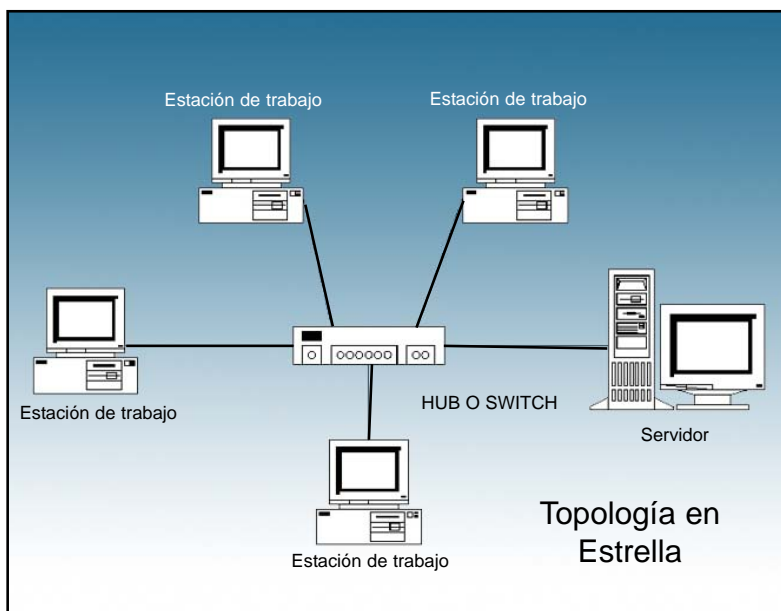 Estación de trabajo
Estación de trabajo
Estación de trabajo
HUB O SWITCH
Servidor
Estación de trabajo
Topología en
Estrella